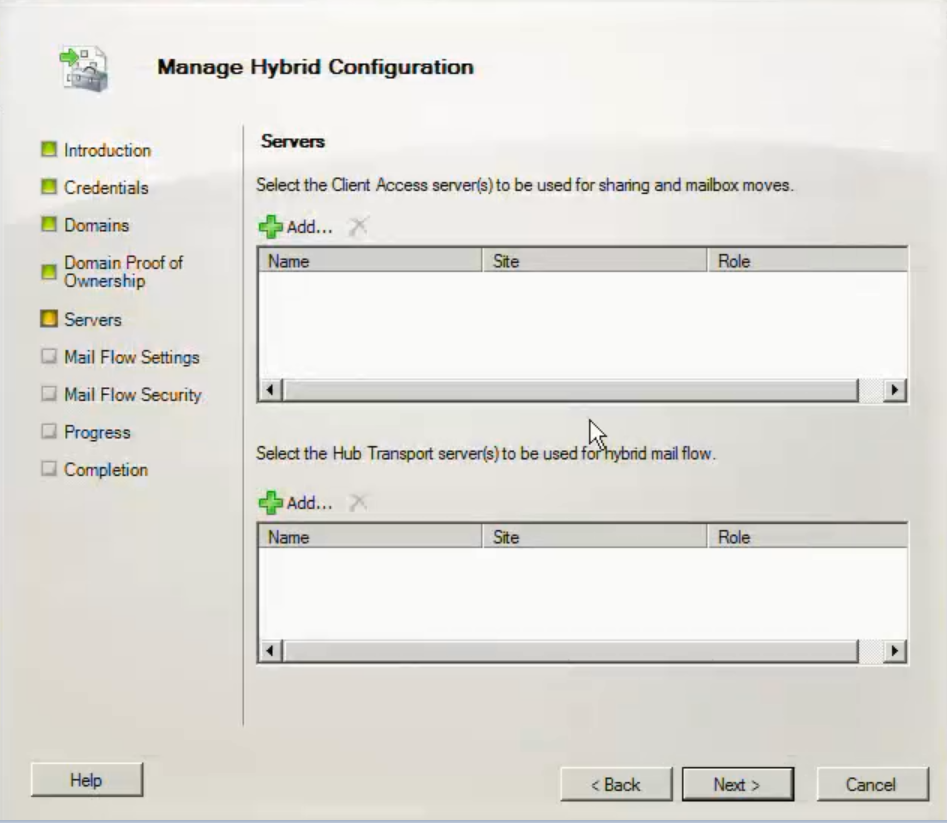 Manage Hybrid Configuration
Introduction
Credentials
Domains
Domain Proof of
Ownership
Servers
Mail Flow Settings
Mail Flow Security
Progress
Completion
Servers
Select the Client Access server(s) to be used for sharing and mailbox moves.
Add...
Name Site Role
Select the Hub Transport server(s) to be used for hybrid mail flow.
Add...
Name Site Role
Help
< Back
Next >
Cancel